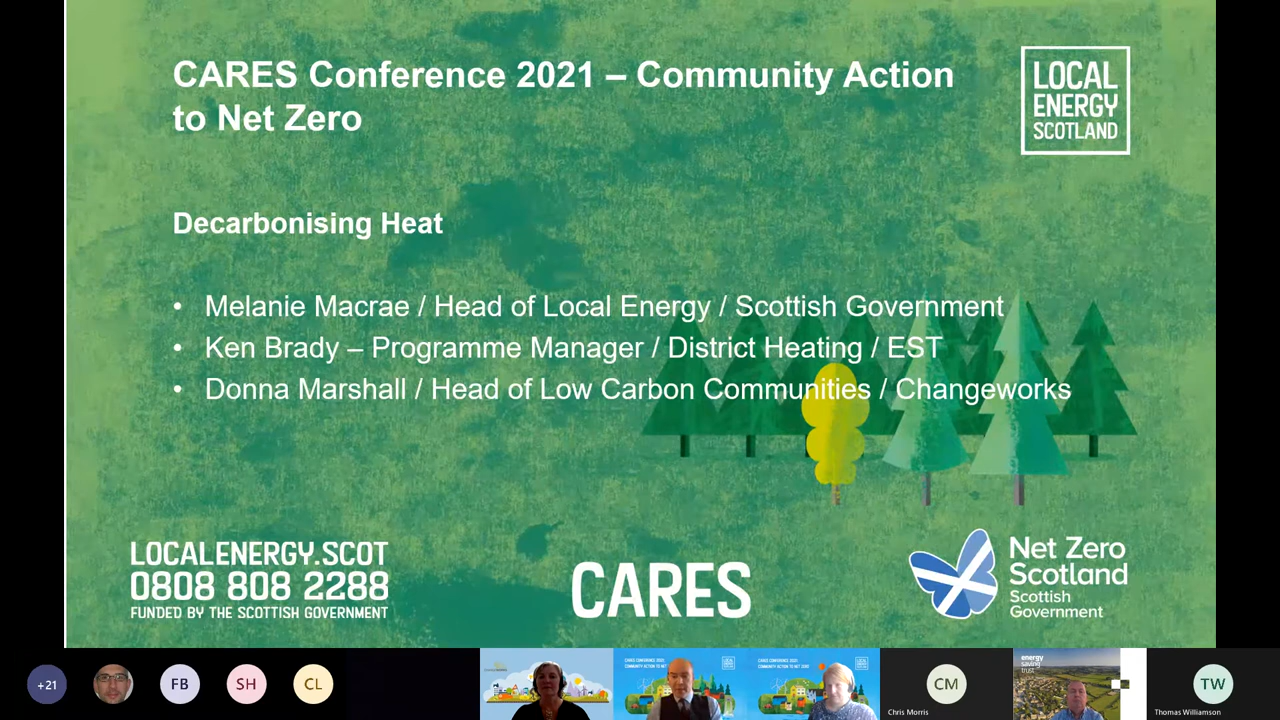 CARES Conference 2021 – Community Action
to Net Zero
LOCAL
ENERGY
SCOTLAND
Decarbonising Heat
• Melanie Macrae / Head of Local Energy / Scottish Government
• Ken Brady – Programme Manager / District Heating / EST
• Donna Marshall / Head of Low Carbon Communities / Changeworks
LOCALENERGY.SCOT
0808 808 2288
FUNDED BY THE SCOTTISH GOVERNMENT
CARES
Net Zero
Scotland
Scottish
Government
+21
FB
SH
CL
CM
Chris Morris
energy
saving
trust
TW
Thomas Williamson